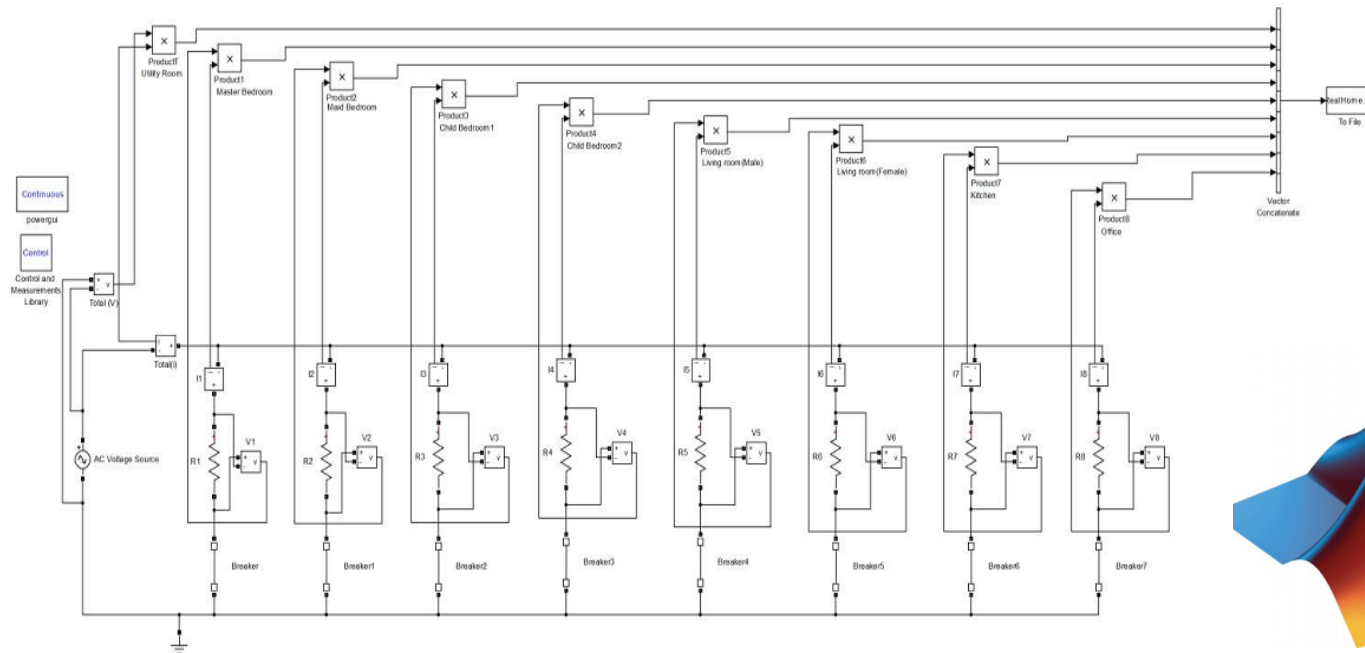 ProductT
Utility Room
Product1
Master Bedroom
Product2
Maid Bedroom
Product3
Child Bedroom1
Product4
Child Bedroom2
Product5
Living room(Male)
Product6
Living room(Female)
Product7
Kitchen
Product8
Office
Vector
Concatenate
RealHome.
To File
Continuous
powergui
Control
Control and
Measurements
Library
Total (V)
Total(i)
AC Voltage Source
I1
I2
I3
I4
I5
I6
I7
I8
R1
V1
R2
V2
R3
V3
R4
V4
R5
V5
R6
V6
R7
V7
R8
V8
Breaker
Breaker1
Breaker2
Breaker3
Breaker4
Breaker5
Breaker6
Breaker7